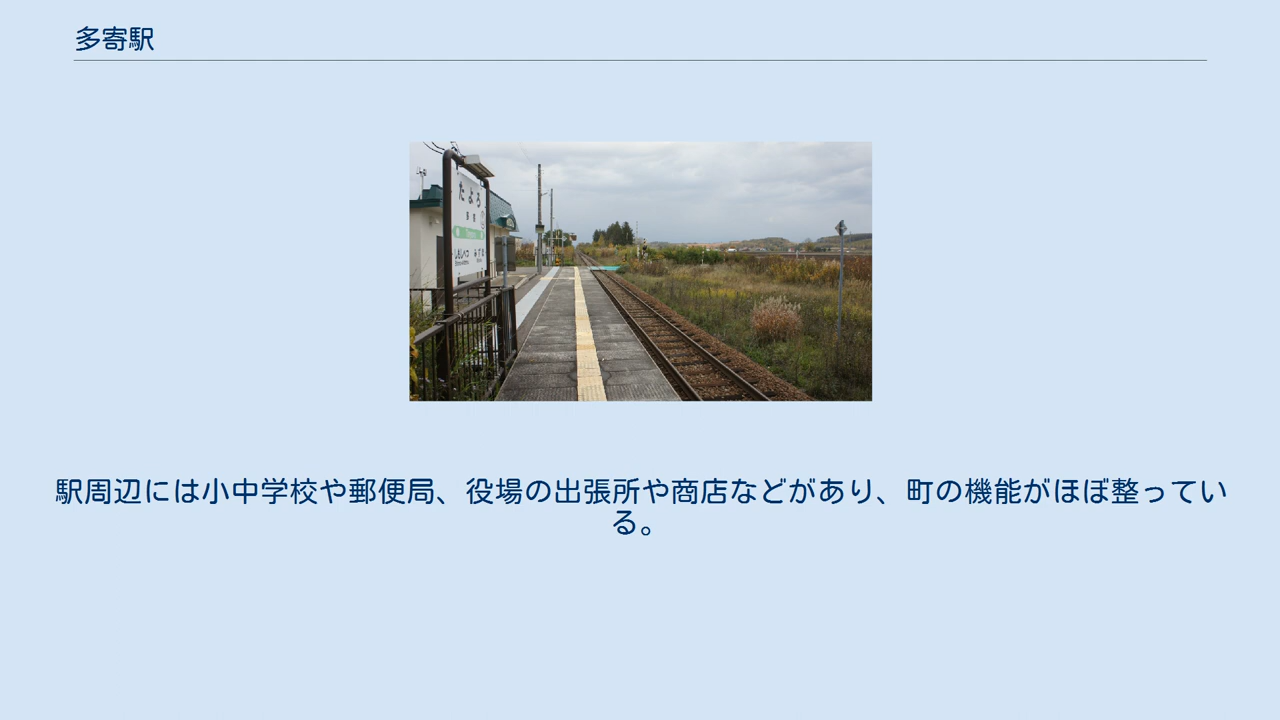 多寄駅
たよろ
多寄
駅周辺には小中学校や郵便局、役場の出張所や商店などがあり、町の機能がほぼ整ってい
る。